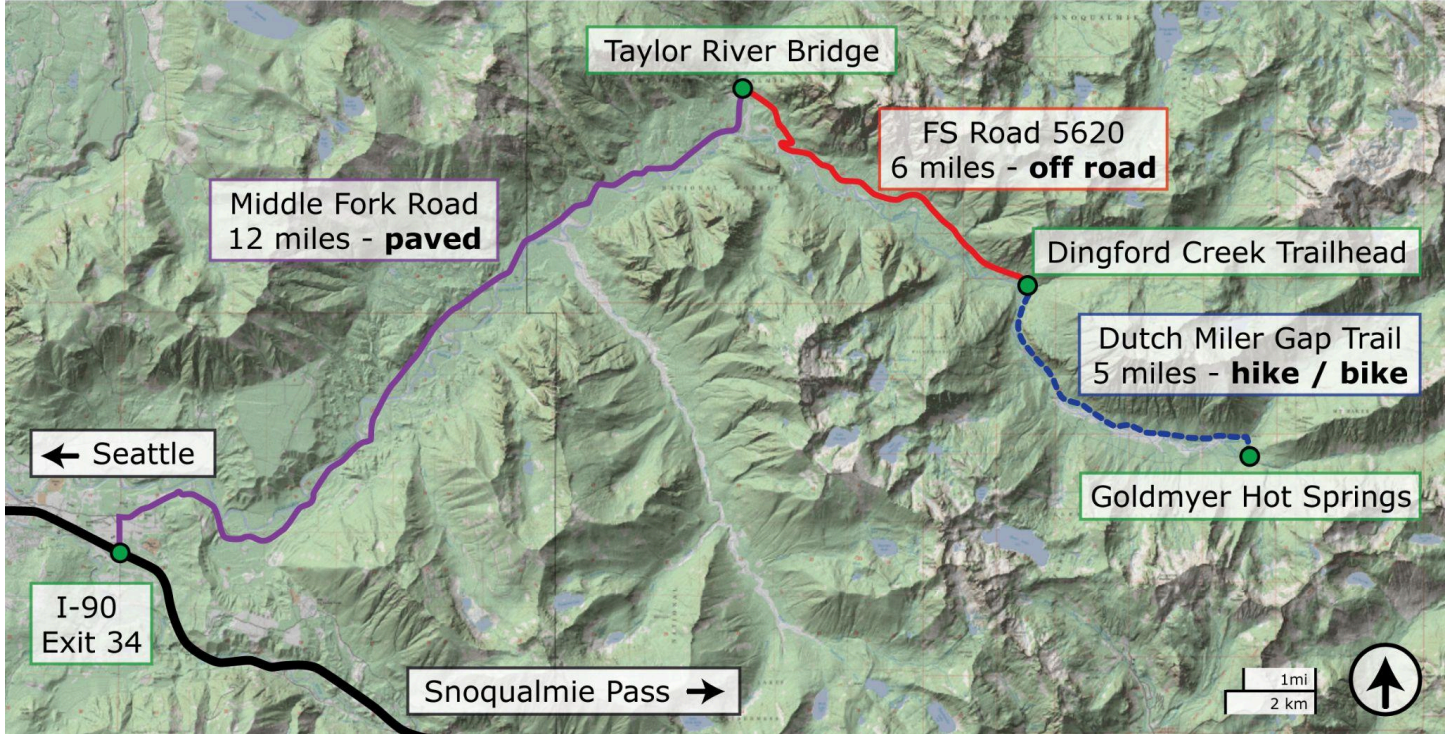 Taylor River Bridge
FS Road 5620
6 miles - off road
Middle Fork Road
12 miles - paved
Dingford Creek Trailhead
Dutch Miler Gap Trail
5 miles - hike / bike
← Seattle
Goldmyer Hot Springs
I-90
Exit 34
Snoqualmie Pass →
1mi
2 km